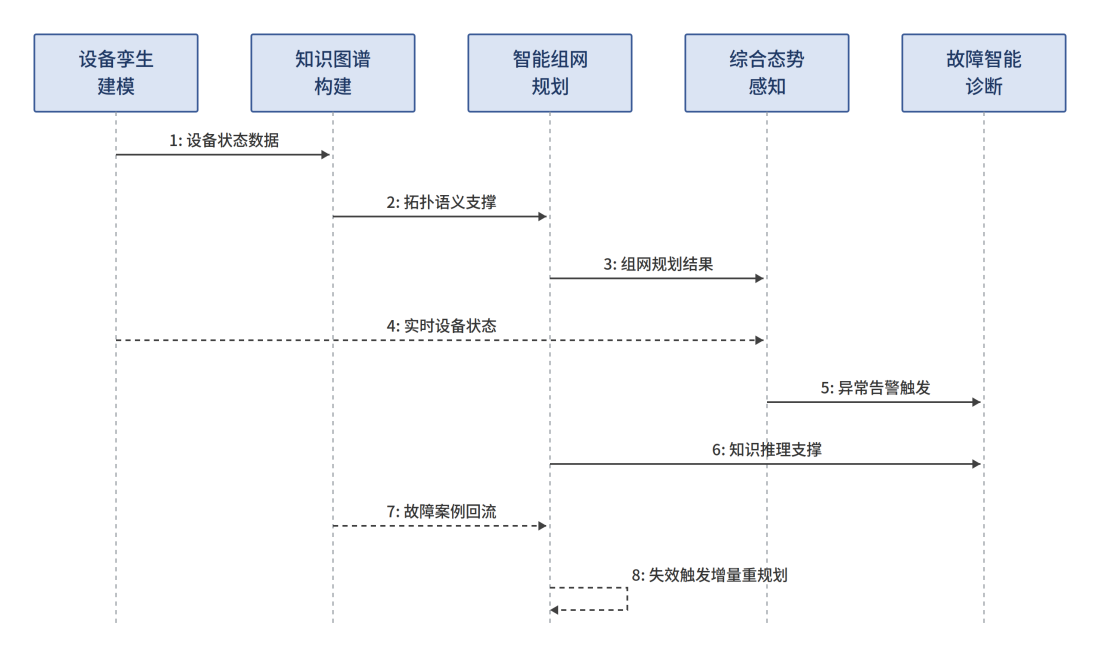 设备孪生
建模
知识图谱
构建
智能组网
规划
综合态势
感知
故障智能
诊断
1: 设备状态数据
2: 拓扑语义支撑
3: 组网规划结果
4: 实时设备状态
5: 异常告警触发
6: 知识推理支撑
7: 故障案例回流
8: 失效触发增量重规划